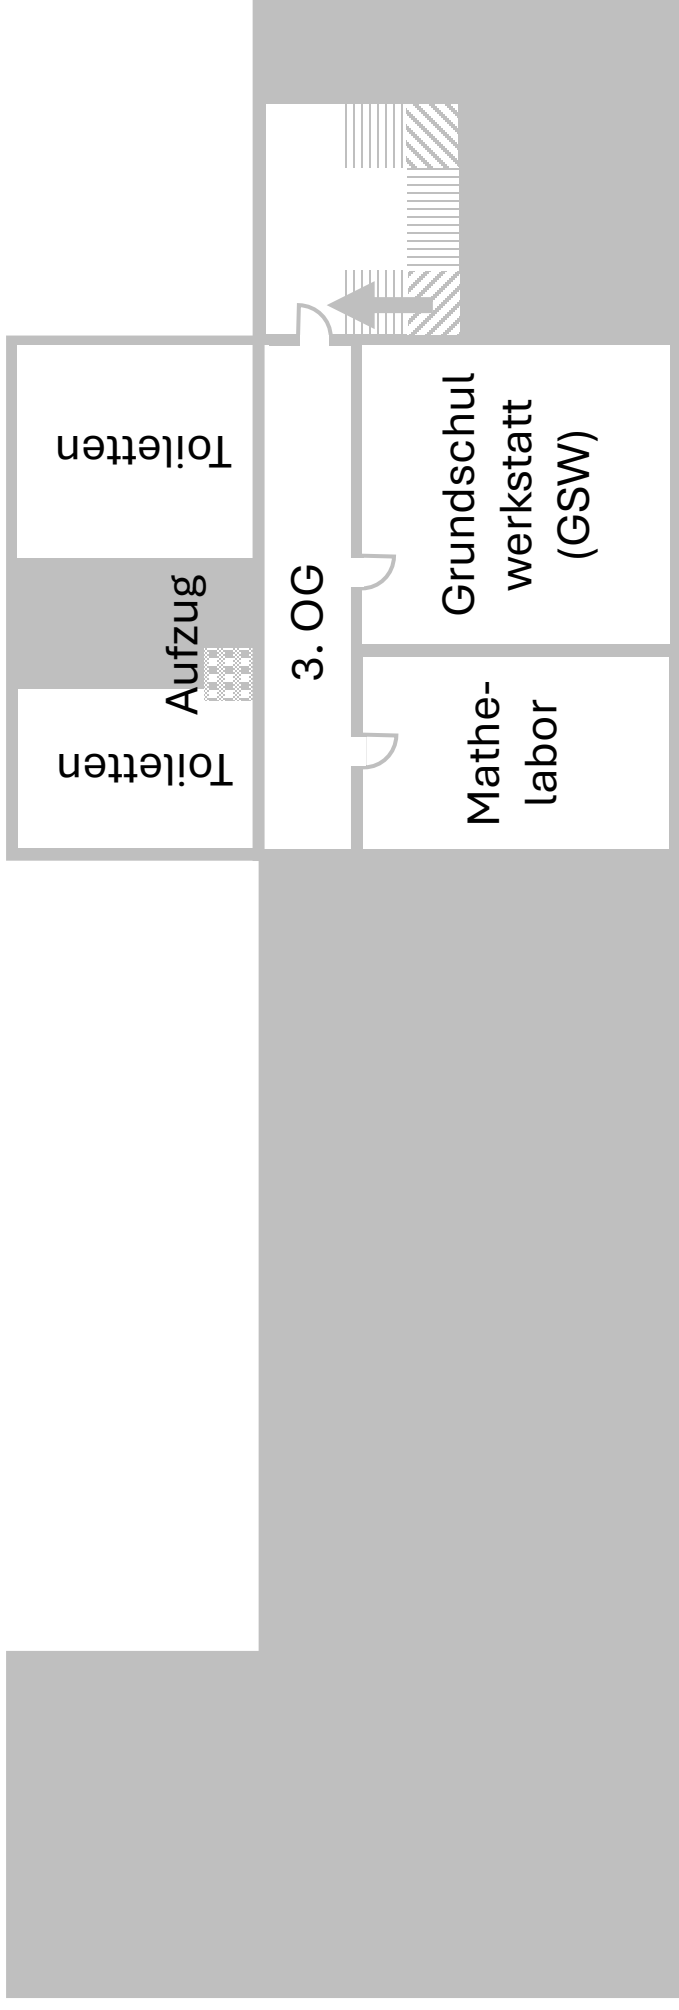 Toiletten
Aufzug
Toiletten
3. OG
Grundschul
werkstatt
(GSW)
Mathe-
labor